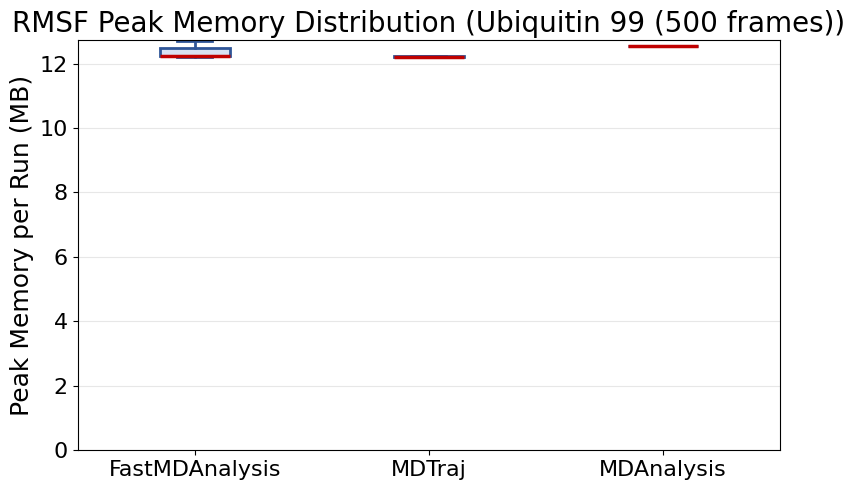 RMSF Peak Memory Distribution (Ubiquitin 99 (500 frames))
Peak Memory per Run (MB)
12
10
8
6
4
2
0
FastMDAnalysis MDTraj MDAnalysis